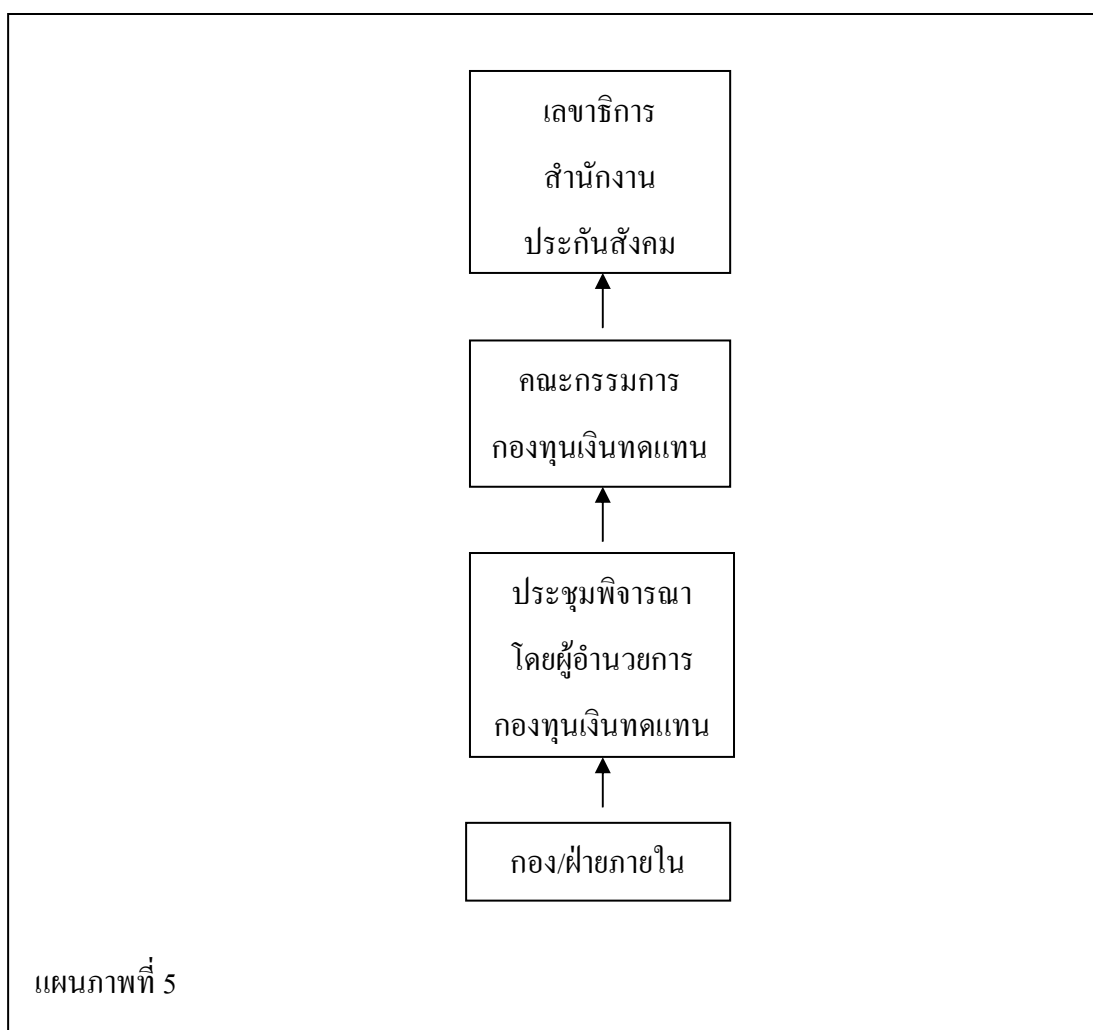 เลขาธิการ
สำนักงาน
ประกันสังคม
คณะกรรมการ
กองทุนเงินทดแทน
ประชุมพิจารณา
โดยผู้อำนวยการ
กองทุนเงินทดแทน
กอง/ฝ่ายภายใน
แผนภาพที่ 5